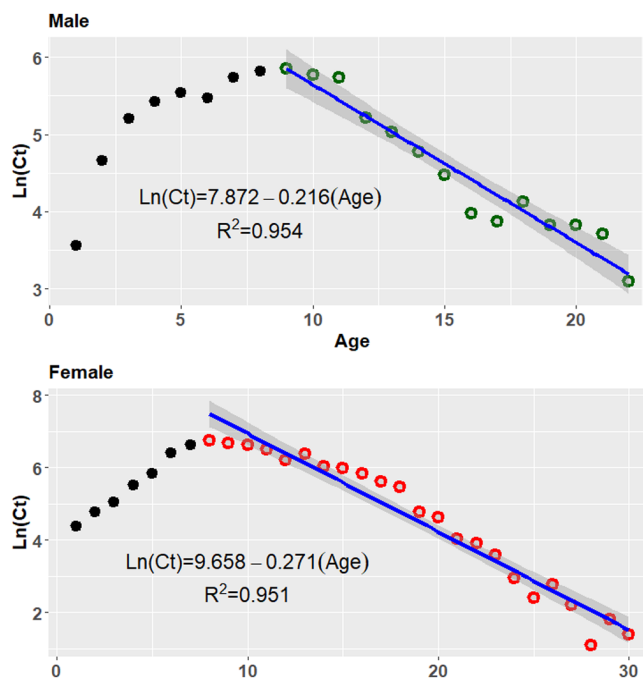 Male
Ln(Ct)
6
5
4
3
Ln(Ct)=7.872−0.216(Age)
R²=0.954
0 5 10 15 20
Age
Female
Ln(Ct)
8
6
4
2
Ln(Ct)=9.658−0.271(Age)
R²=0.951
0 10 20 30